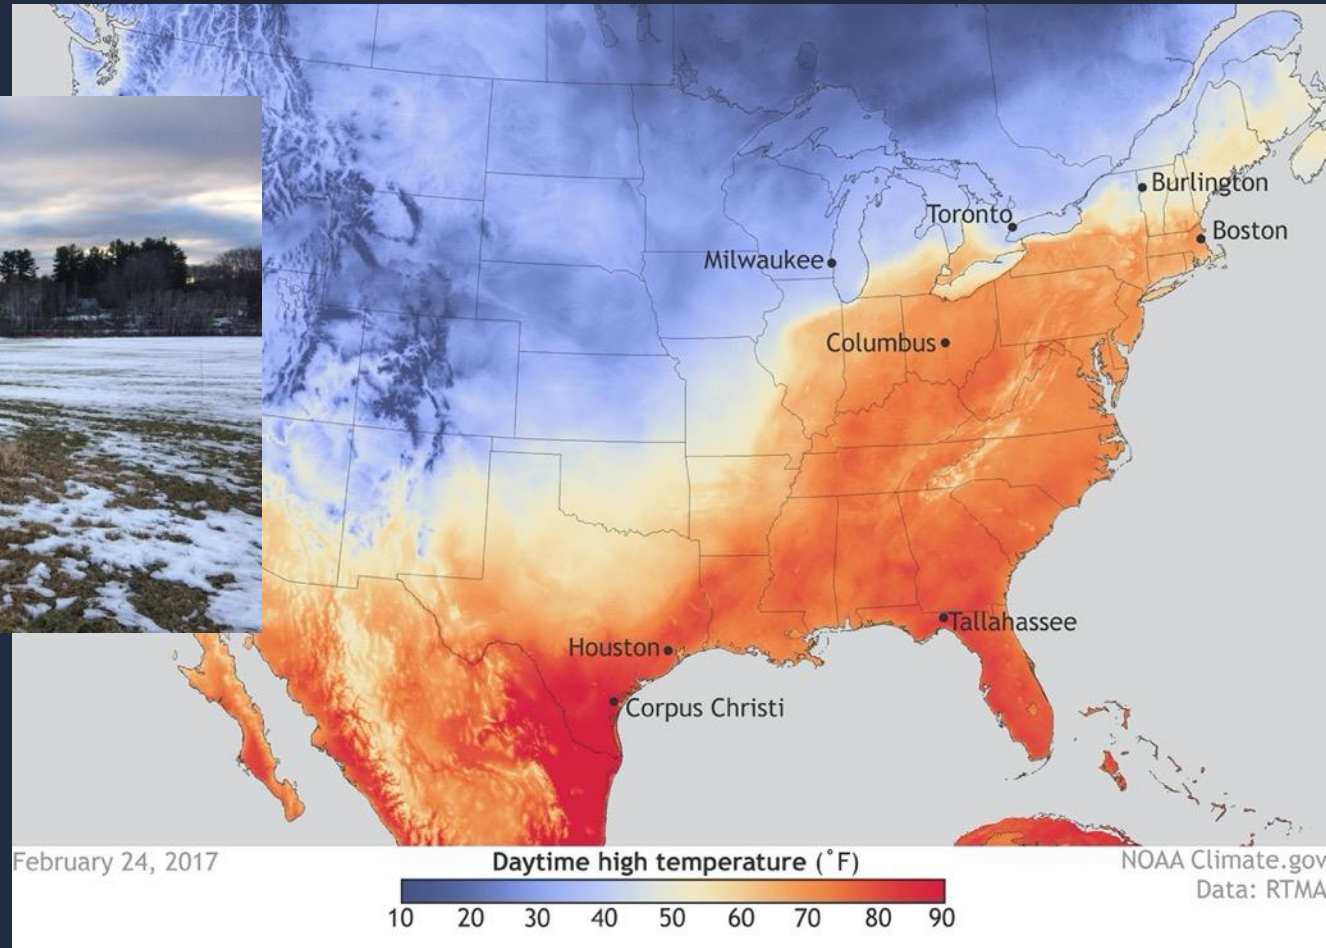 Burlington
Toronto
Boston
Milwaukee
Columbus
Tallahassee
Houston
Corpus Christi
February 24, 2017
Daytime high temperature (˚F)
NOAA Climate.gov
Data: RTMA
10 20 30 40 50 60 70 80 90